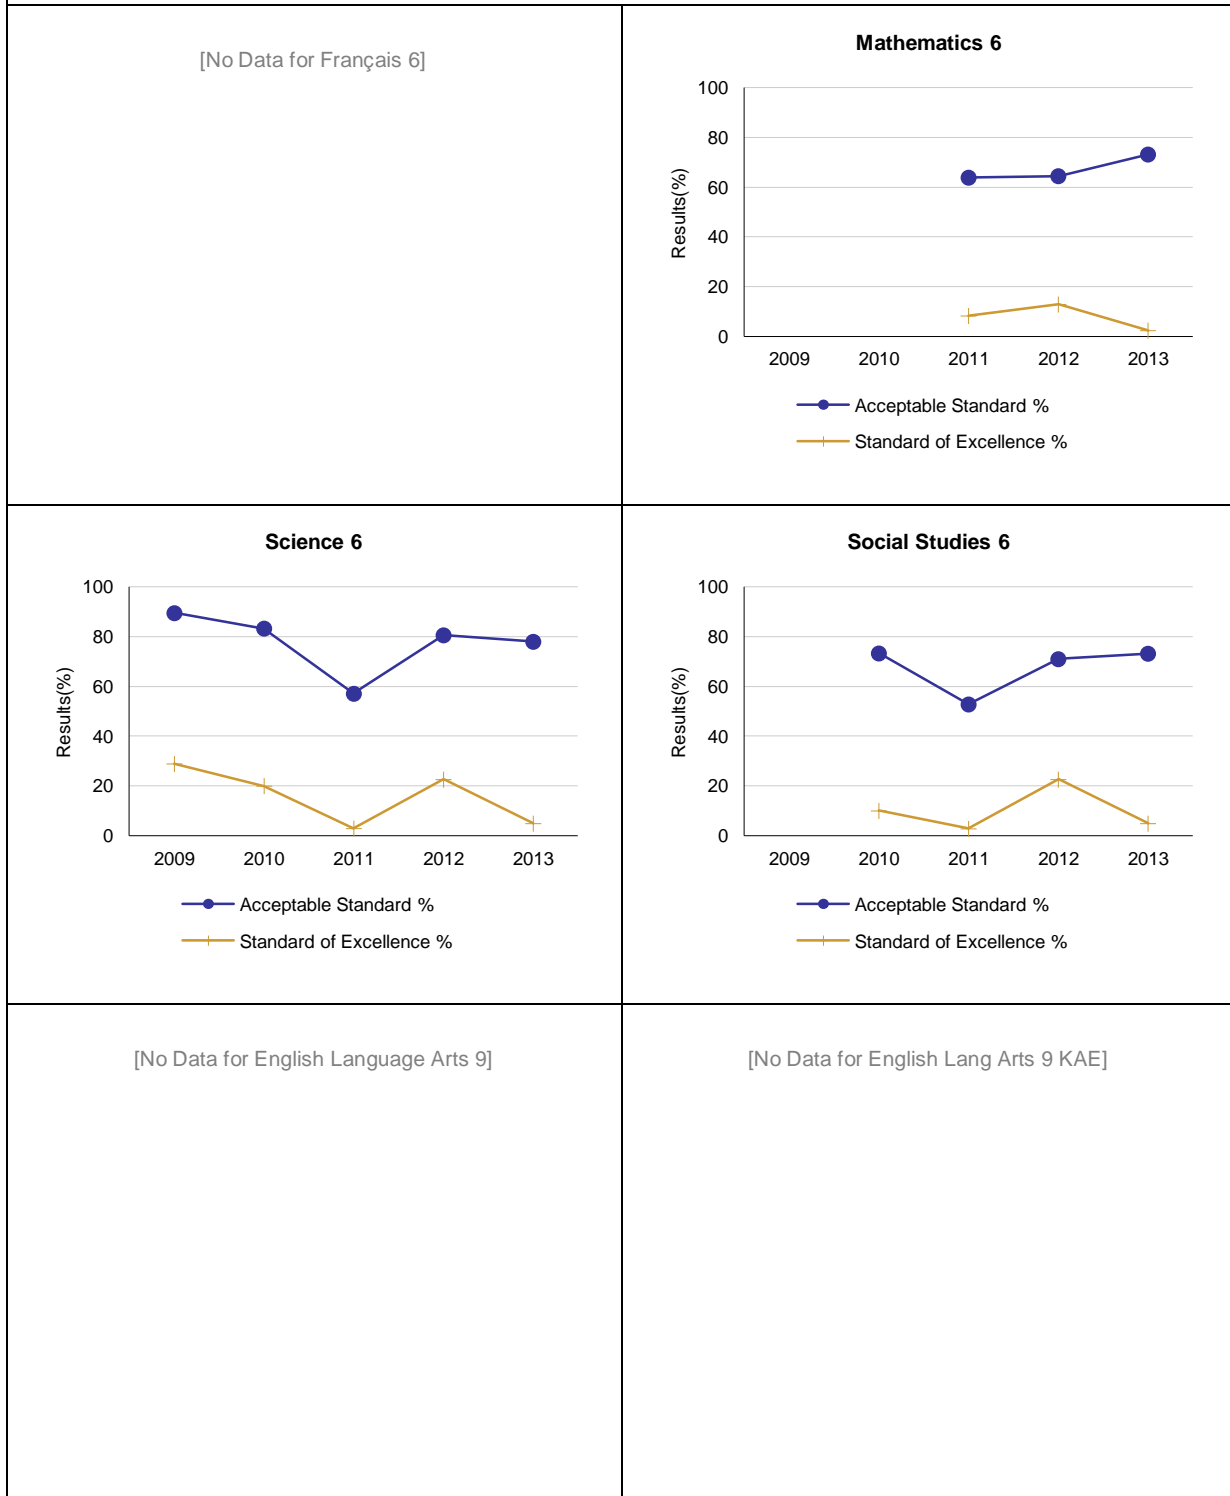 [No Data for Français 6]
Mathematics 6
Results(%)
100
80
60
40
20
0
2009 2010 2011 2012 2013
Acceptable Standard %
Standard of Excellence %
Science 6
Results(%)
100
80
60
40
20
0
2009 2010 2011 2012 2013
Acceptable Standard %
Standard of Excellence %
Social Studies 6
Results(%)
100
80
60
40
20
0
2009 2010 2011 2012 2013
Acceptable Standard %
Standard of Excellence %
[No Data for English Language Arts 9]
[No Data for English Lang Arts 9 KAE]